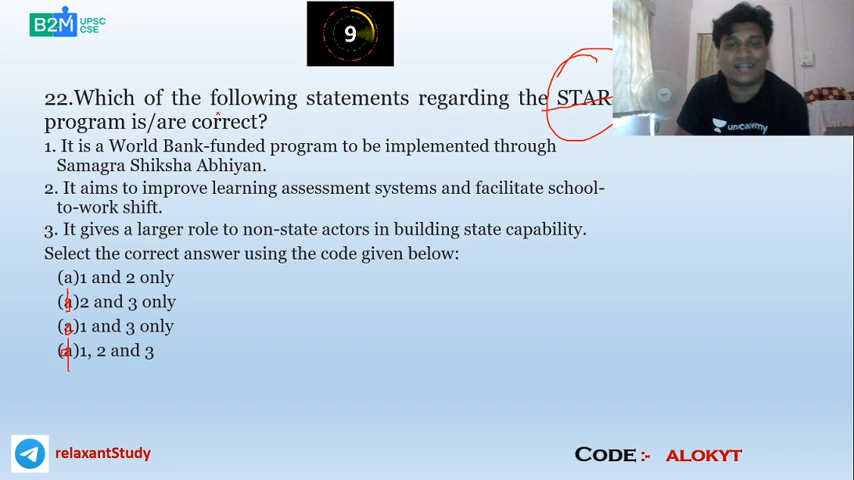 B2M UPSC
CSE
9
22.Which of the following statements regarding the STAR
program is/are correct?
1. It is a World Bank-funded program to be implemented through
Samagra Shiksha Abhiyan.
2. It aims to improve learning assessment systems and facilitate school-
to-work shift.
3. It gives a larger role to non-state actors in building state capability.
Select the correct answer using the code given below:
(a)1 and 2 only
(a)2 and 3 only
(a)1 and 3 only
(a)1, 2 and 3
unacademy
relaxantStudy
CODE :- ALOKYT